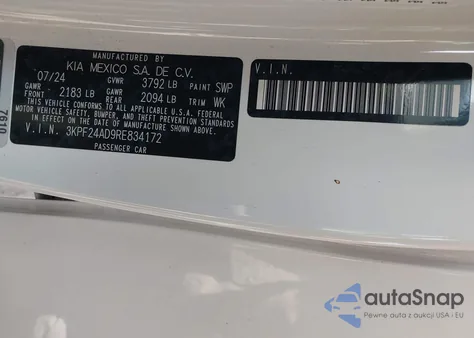 MANUFACTURED BY
KIA MEXICO S.A. DE C.V.
07/24 GVWR 3792 LB PAINT SWP
GAWR FRONT 2183 LB GAWR REAR 2094 LB TRIM WK
THIS VEHICLE CONFORMS TO ALL APPLICABLE U.S. FEDERAL
MOTOR VEHICLE SAFETY, BUMPER, AND THEFT PREVENTION STANDARDS
IN EFFECT ON THE DATE OF MANUFACTURE SHOWN ABOVE.
V.I.N. 3KPF24AD9RE834172
PASSENGER CAR
V.I.N.
7610
autoSnap
Pewne auta z aukcji USA i EU